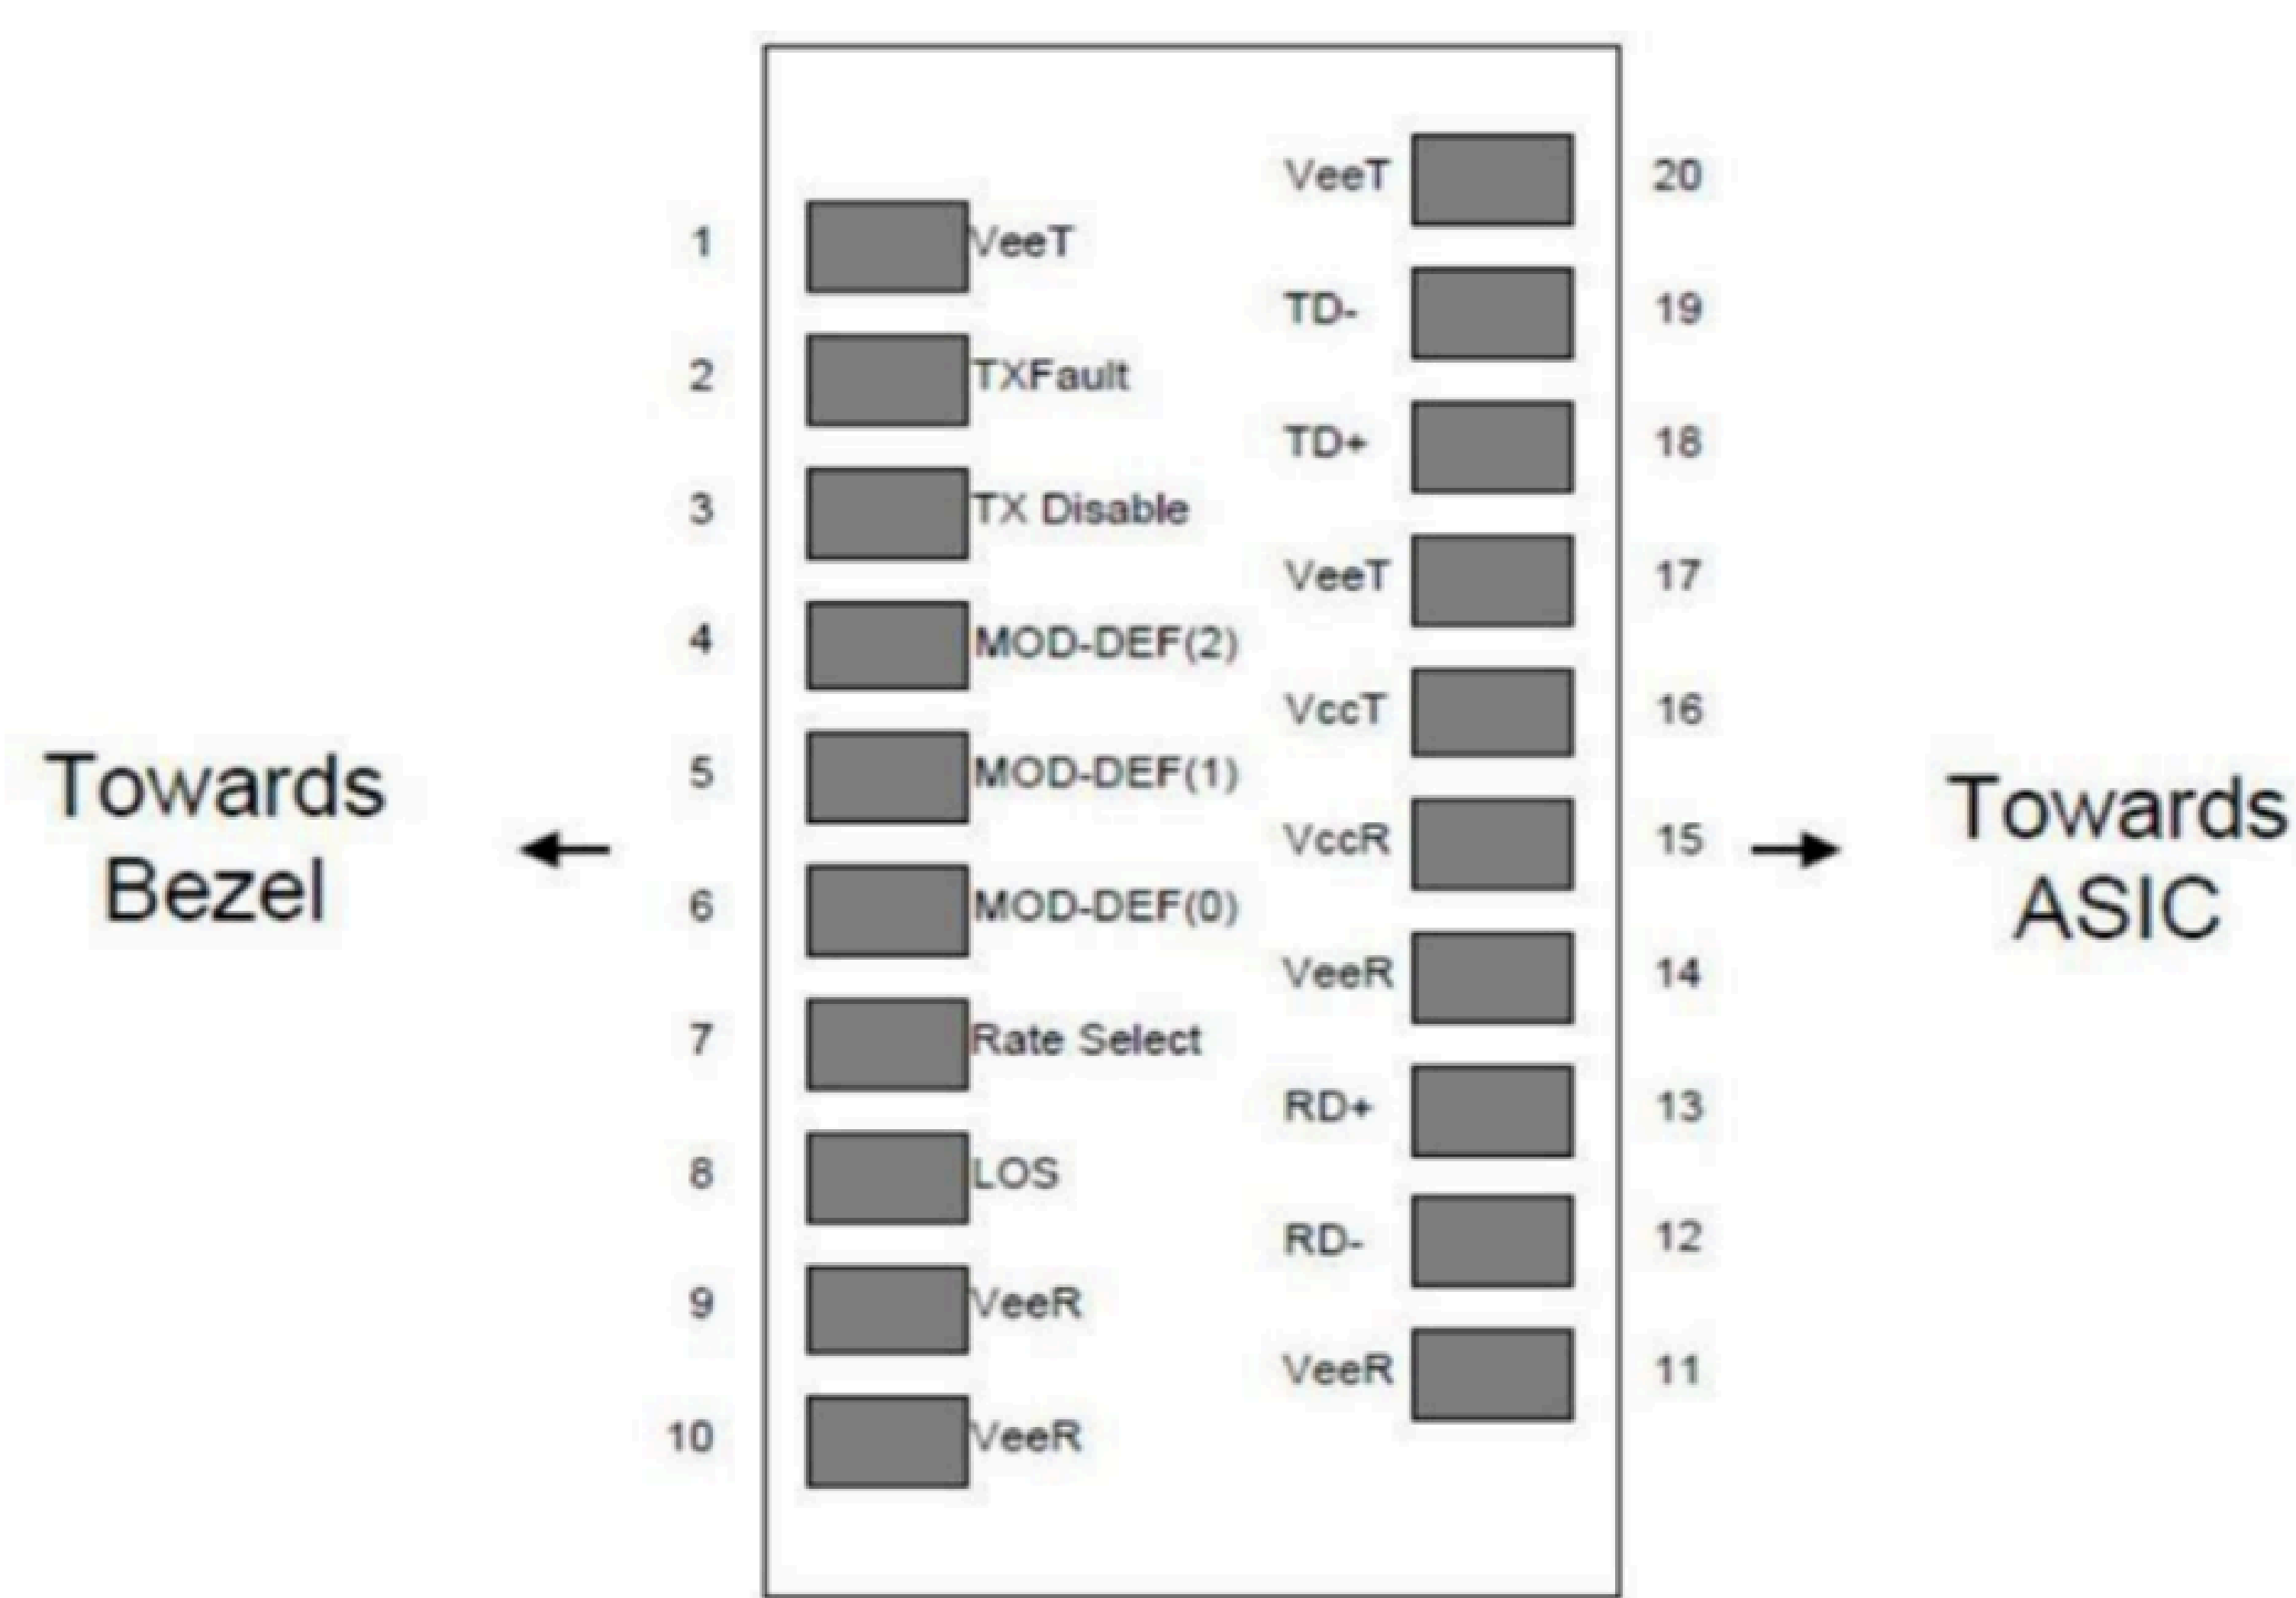 Towards
Bezel
1 VeeT
2 TXFault
3 TX Disable
4 MOD-DEF(2)
5 MOD-DEF(1)
6 MOD-DEF(0)
7 Rate Select
8 LOS
9 VeeR
10 VeeR
VeeT 20
TD- 19
TD+ 18
VeeT 17
VccT 16
VccR 15
VeeR 14
RD+ 13
RD- 12
VeeR 11
Towards
ASIC